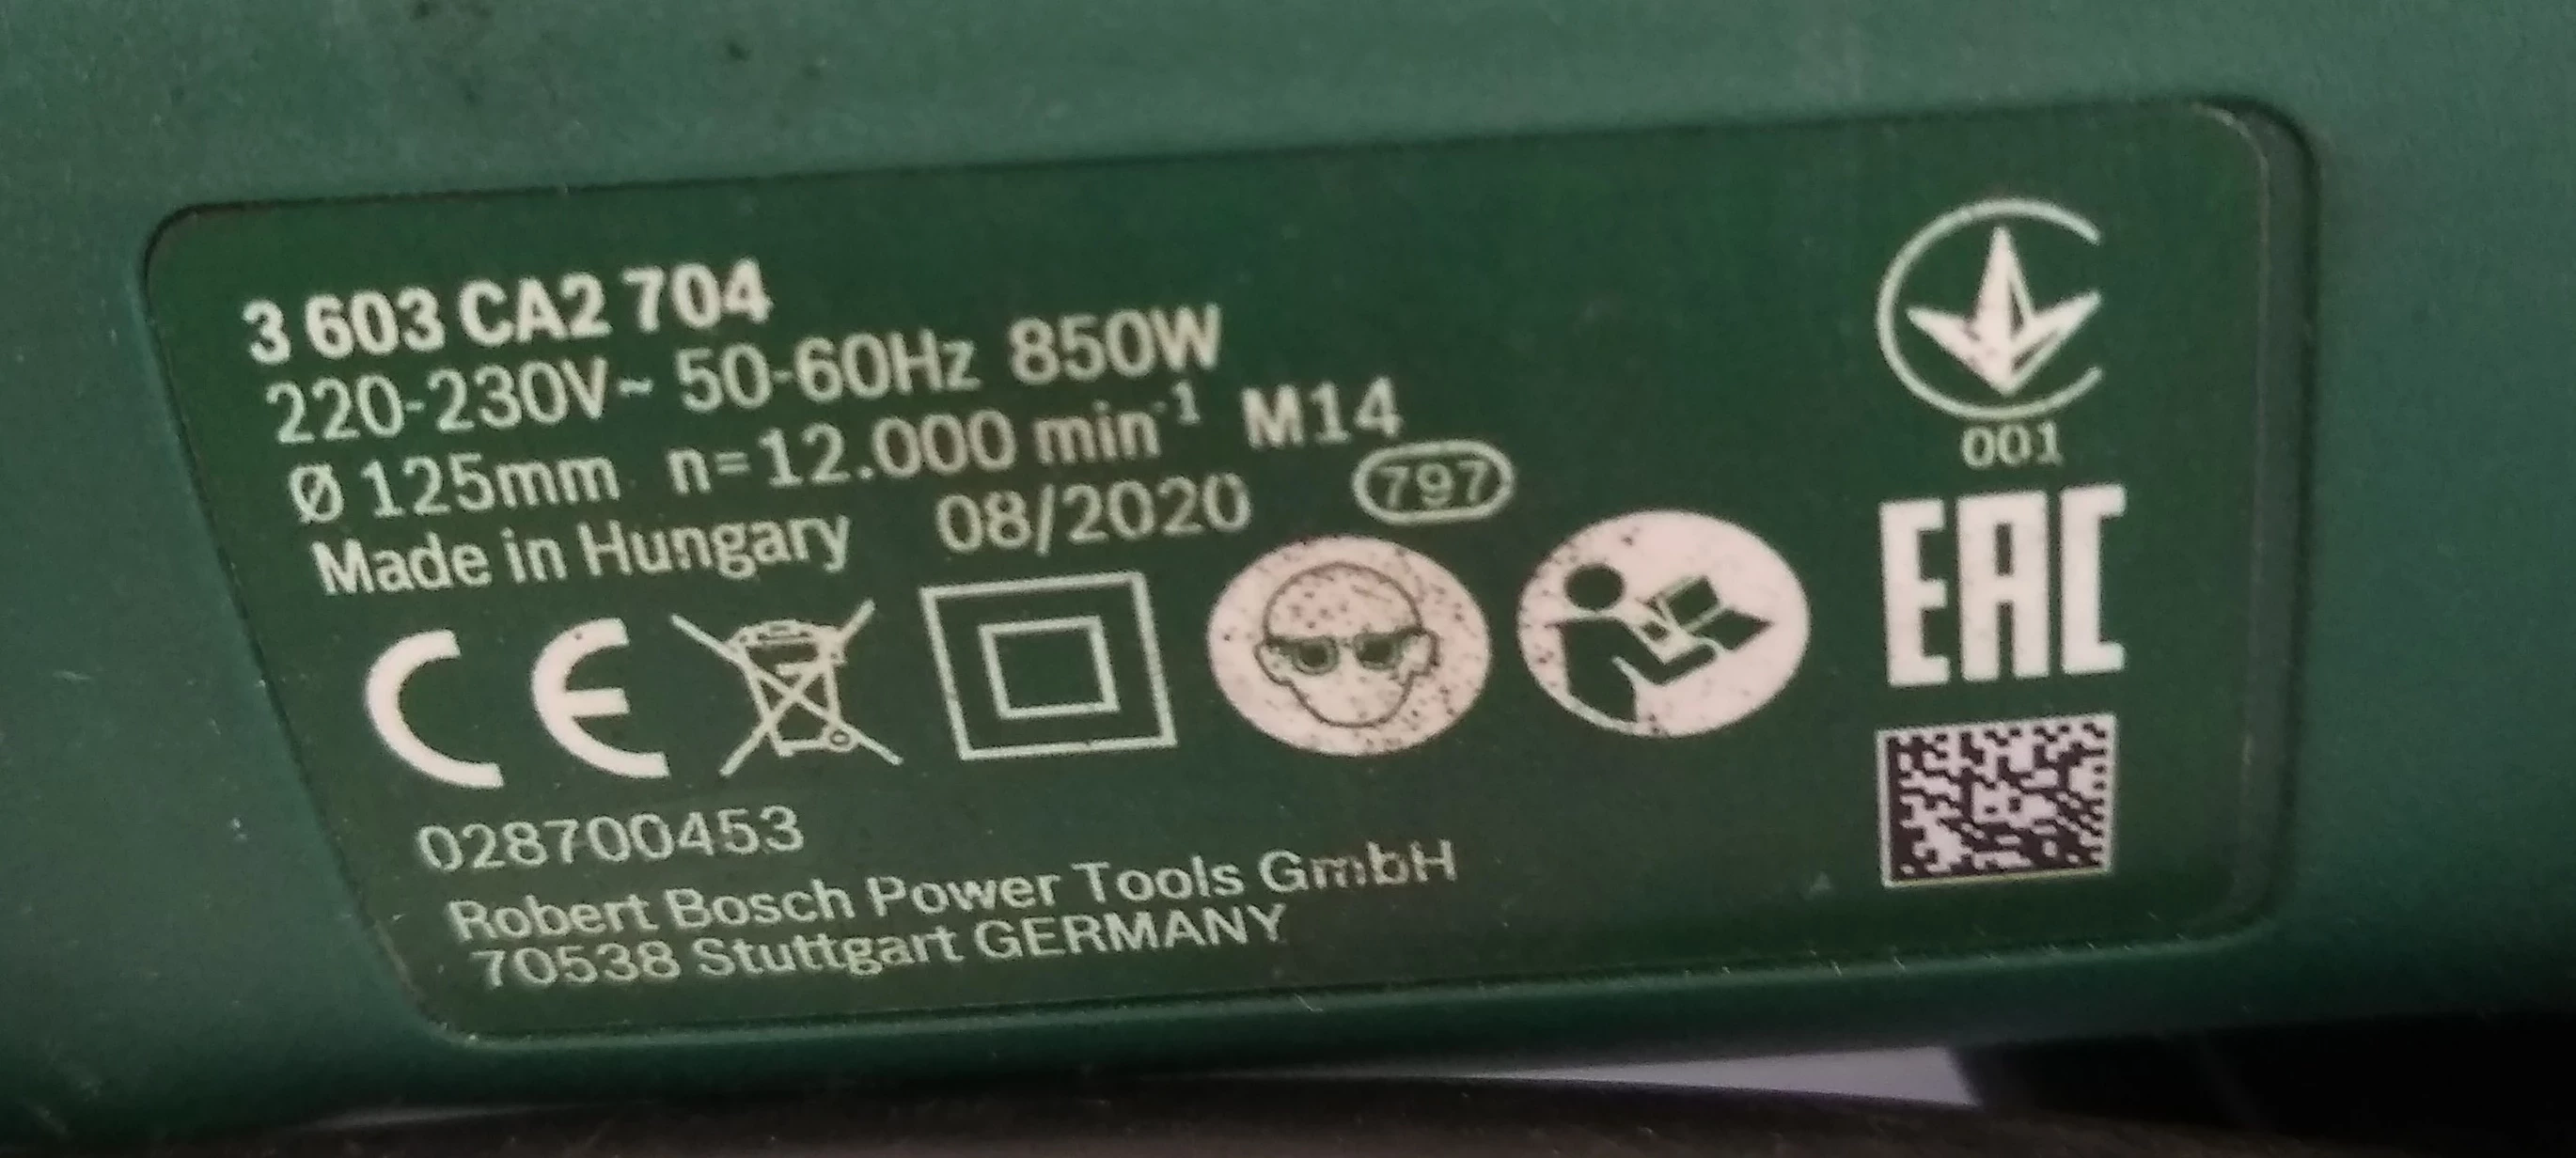 3 603 CA2 704
220-230V~ 50-60Hz 850W
Ø 125mm n=12.000 min⁻¹ M14
Made in Hungary 08/2020 797
CE
028700453
Robert Bosch Power Tools GmbH
70538 Stuttgart GERMANY
001
EAC